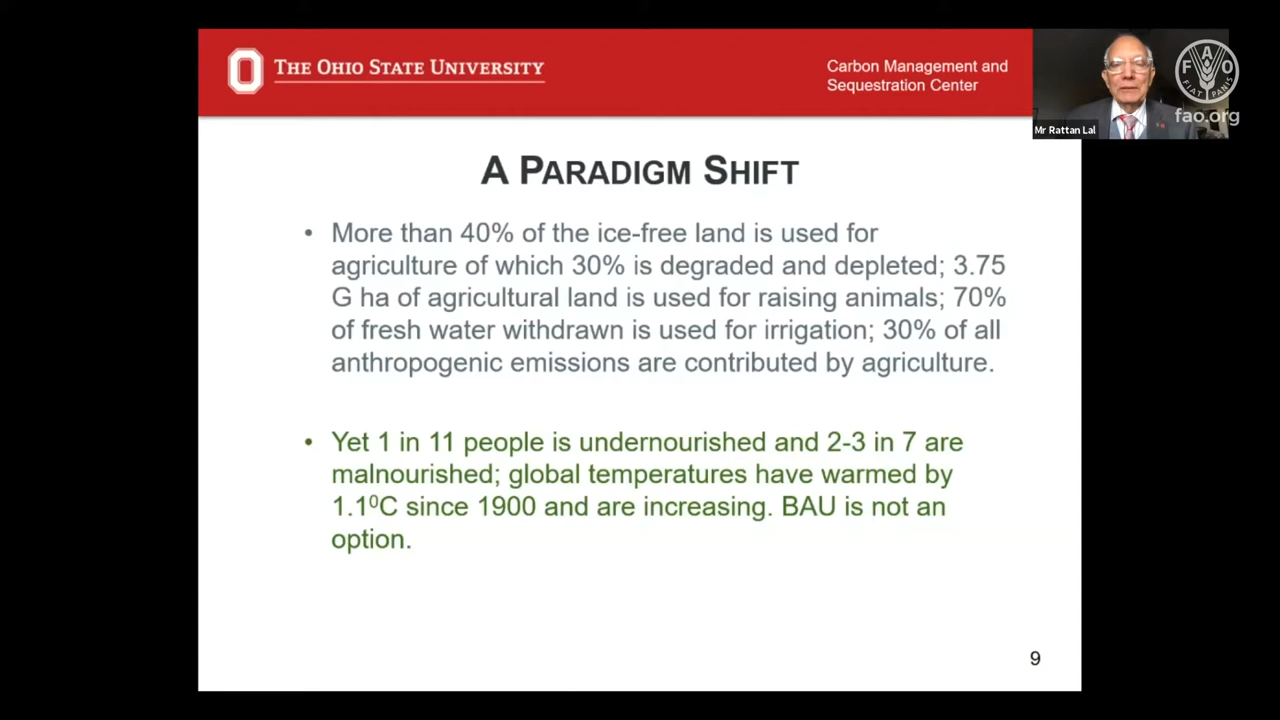 THE OHIO STATE UNIVERSITY
Carbon Management and
Sequestration Center
Mr Rattan Lal
F A O
FIAT PANIS
fao.org
A PARADIGM SHIFT
• More than 40% of the ice-free land is used for
agriculture of which 30% is degraded and depleted; 3.75
G ha of agricultural land is used for raising animals; 70%
of fresh water withdrawn is used for irrigation; 30% of all
anthropogenic emissions are contributed by agriculture.
• Yet 1 in 11 people is undernourished and 2-3 in 7 are
malnourished; global temperatures have warmed by
1.1⁰C since 1900 and are increasing. BAU is not an
option.
9